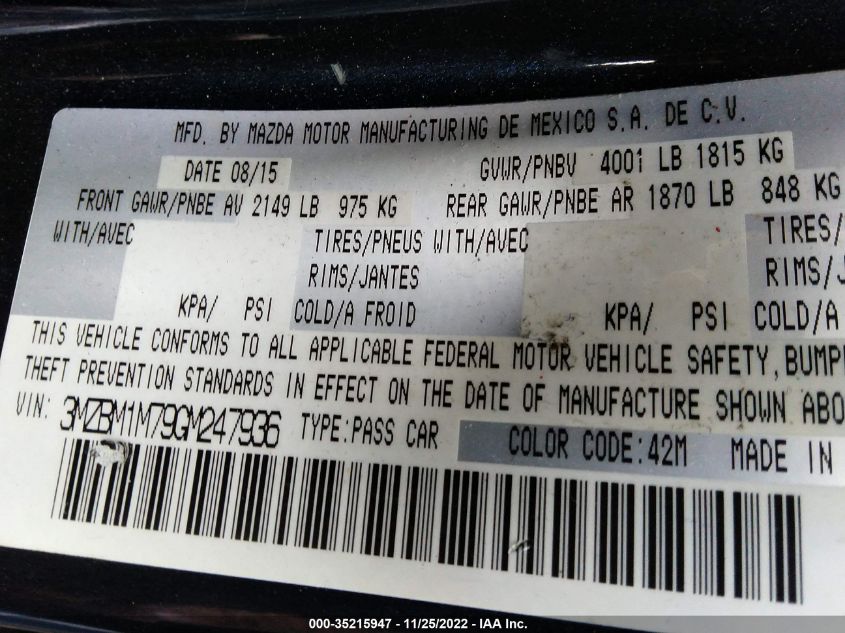 MFD. BY MAZDA MOTOR MANUFACTURING DE MEXICO S.A. DE C.V.
DATE 08/15 GVWR/PNBV 4001 LB 1815 KG
FRONT GAWR/PNBE AV 2149 LB 975 KG REAR GAWR/PNBE AR 1870 LB 848 KG
WITH/AVEC TIRES/PNEUS WITH/AVEC TIRES/
RIMS/JANTES RIMS/J
KPA/ PSI COLD/A FROID KPA/ PSI COLD/A
THIS VEHICLE CONFORMS TO ALL APPLICABLE FEDERAL MOTOR VEHICLE SAFETY, BUMP
THEFT PREVENTION STANDARDS IN EFFECT ON THE DATE OF MANUFACTURE SHOWN ABO
VIN: 3MZBM1M79GM247936 TYPE:PASS CAR COLOR CODE:42M MADE IN
000-35215947 - 11/25/2022 - IAA Inc.